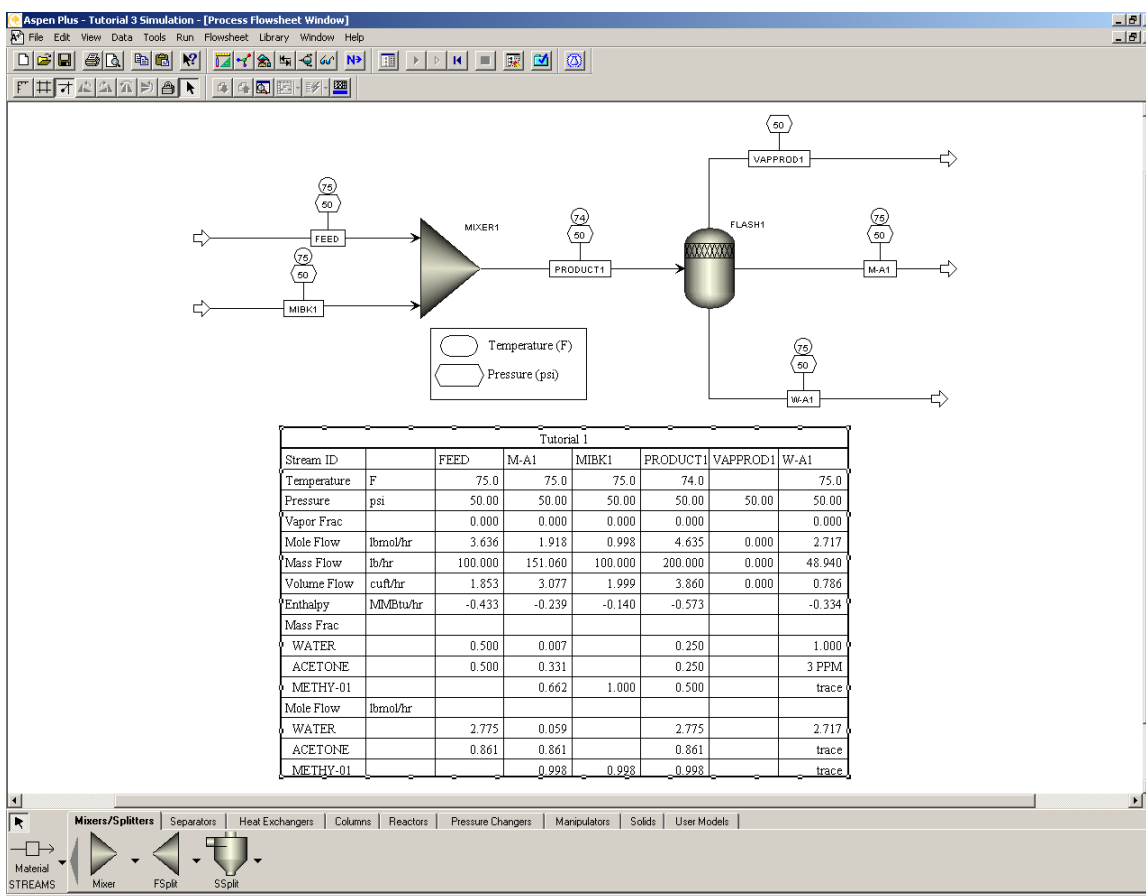 Aspen Plus - Tutorial 3 Simulation - [Process Flowsheet Window]
File Edit View Data Tools Run Flowsheet Library Window Help
N>
50
VAPPROD1
75
50
FEED
MIXER1
74
50
PRODUCT1
FLASH1
75
50
M-A1
75
50
MIBK1
Temperature (F)
Pressure (psi)
75
50
W-A1
Tutorial 1
Stream ID FEED M-A1 MIBK1 PRODUCT1 VAPPROD1 W-A1
Temperature F 75.0 75.0 75.0 74.0 75.0
Pressure psi 50.00 50.00 50.00 50.00 50.00 50.00
Vapor Frac 0.000 0.000 0.000 0.000 0.000
Mole Flow lbmol/hr 3.636 1.918 0.998 4.635 0.000 2.717
Mass Flow lb/hr 100.000 151.060 100.000 200.000 0.000 48.940
Volume Flow cuft/hr 1.853 3.077 1.999 3.860 0.000 0.786
Enthalpy MMBtu/hr -0.433 -0.239 -0.140 -0.573 -0.334
Mass Frac
WATER 0.500 0.007 0.250 1.000
ACETONE 0.500 0.331 0.250 3 PPM
METHY-01 0.662 1.000 0.500 trace
Mole Flow lbmol/hr
WATER 2.775 0.059 2.775 2.717
ACETONE 0.861 0.861 0.861 trace
METHY-01 0.998 0.998 0.998 trace
Mixers/Splitters Separators Heat Exchangers Columns Reactors Pressure Changers Manipulators Solids User Models
Material
STREAMS Mixer FSplit SSplit